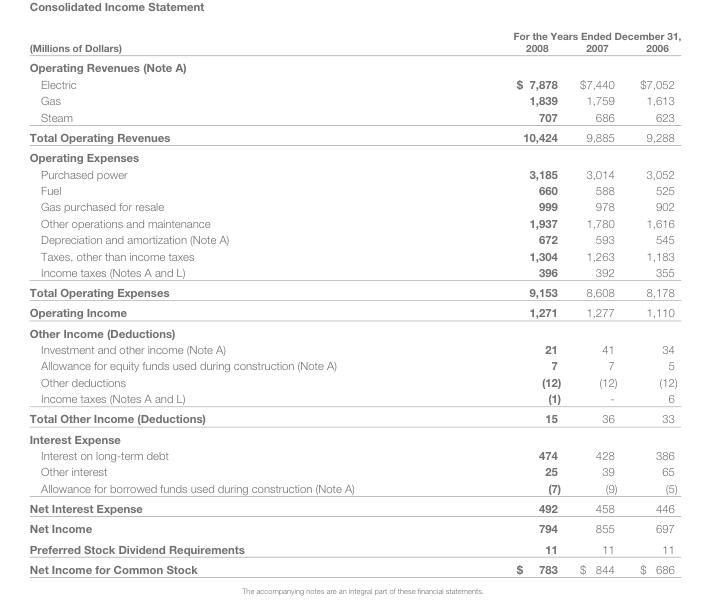 Consolidated Income Statement
For the Years Ended December 31,
(Millions of Dollars) 2008 2007 2006
Operating Revenues (Note A)
Electric $ 7,878 $7,440 $7,052
Gas 1,839 1,759 1,613
Steam 707 686 623
Total Operating Revenues 10,424 9,885 9,288
Operating Expenses
Purchased power 3,185 3,014 3,052
Fuel 660 588 525
Gas purchased for resale 999 978 902
Other operations and maintenance 1,937 1,780 1,616
Depreciation and amortization (Note A) 672 593 545
Taxes, other than income taxes 1,304 1,263 1,183
Income taxes (Notes A and L) 396 392 355
Total Operating Expenses 9,153 8,608 8,178
Operating Income 1,271 1,277 1,110
Other Income (Deductions)
Investment and other income (Note A) 21 41 34
Allowance for equity funds used during construction (Note A) 7 7 5
Other deductions (12) (12) (12)
Income taxes (Notes A and L) (1) - 6
Total Other Income (Deductions) 15 36 33
Interest Expense
Interest on long-term debt 474 428 386
Other interest 25 39 65
Allowance for borrowed funds used during construction (Note A) (7) (9) (5)
Net Interest Expense 492 458 446
Net Income 794 855 697
Preferred Stock Dividend Requirements 11 11 11
Net Income for Common Stock $ 783 $ 844 $ 686
The accompanying notes are an integral part of these financial statements.